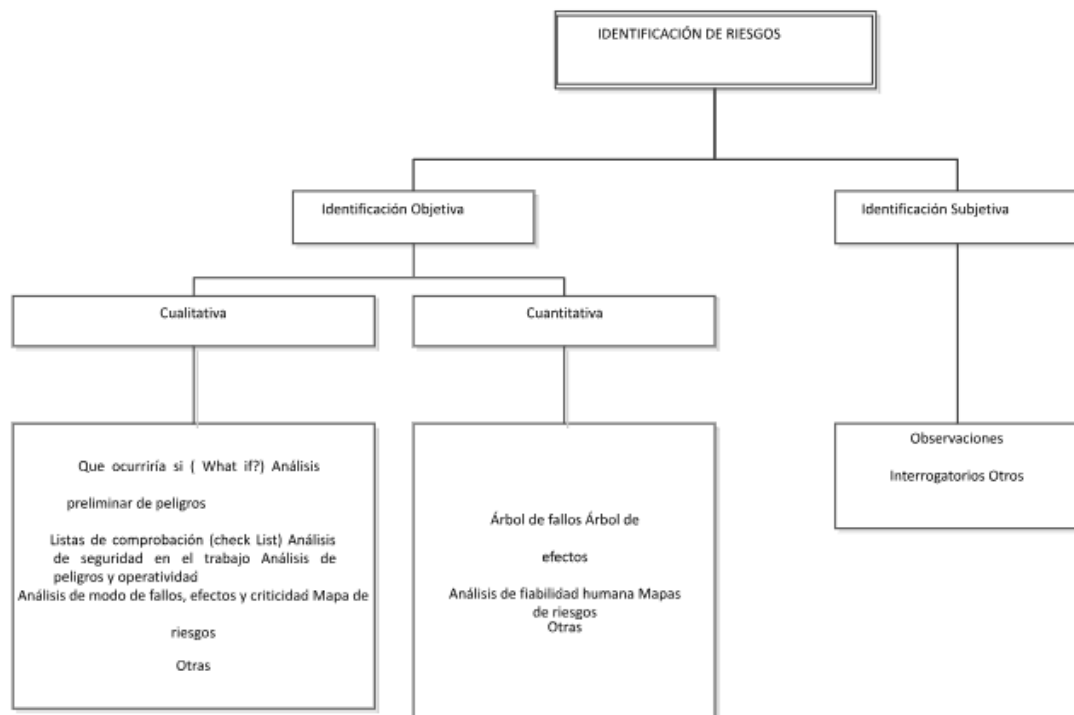 IDENTIFICACIÓN DE RIESGOS
Identificación Objetiva
Identificación Subjetiva
Cualitativa
Cuantitativa
Que ocurriría si ( What if?) Análisis
preliminar de peligros
Listas de comprobación (check List) Análisis
de seguridad en el trabajo Análisis de
peligros y operatividad
Análisis de modo de fallos, efectos y criticidad Mapa de
riesgos
Otras
Árbol de fallos Árbol de
efectos
Análisis de fiabilidad humana Mapas
de riesgos
Otras
Observaciones
Interrogatorios Otros